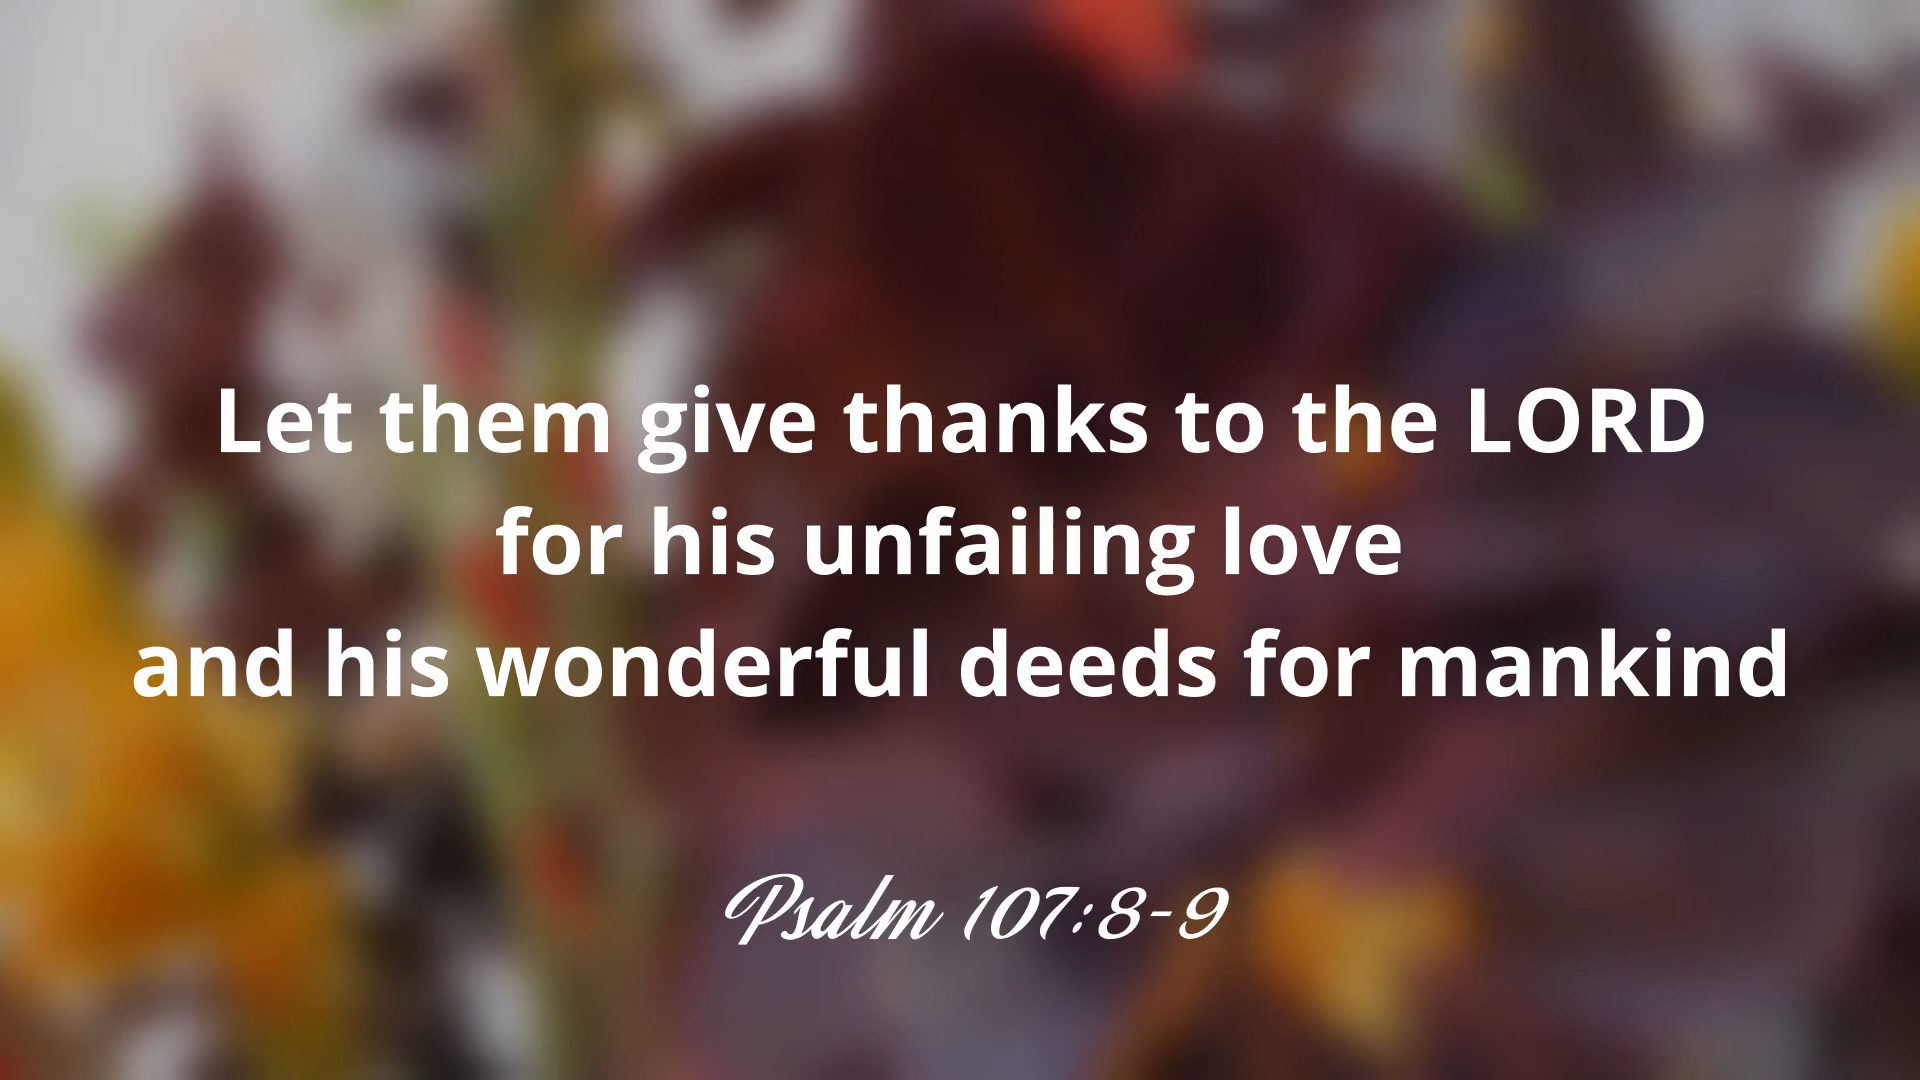 Let them give thanks to the LORD
for his unfailing love
and his wonderful deeds for mankind
Psalm 107:8-9